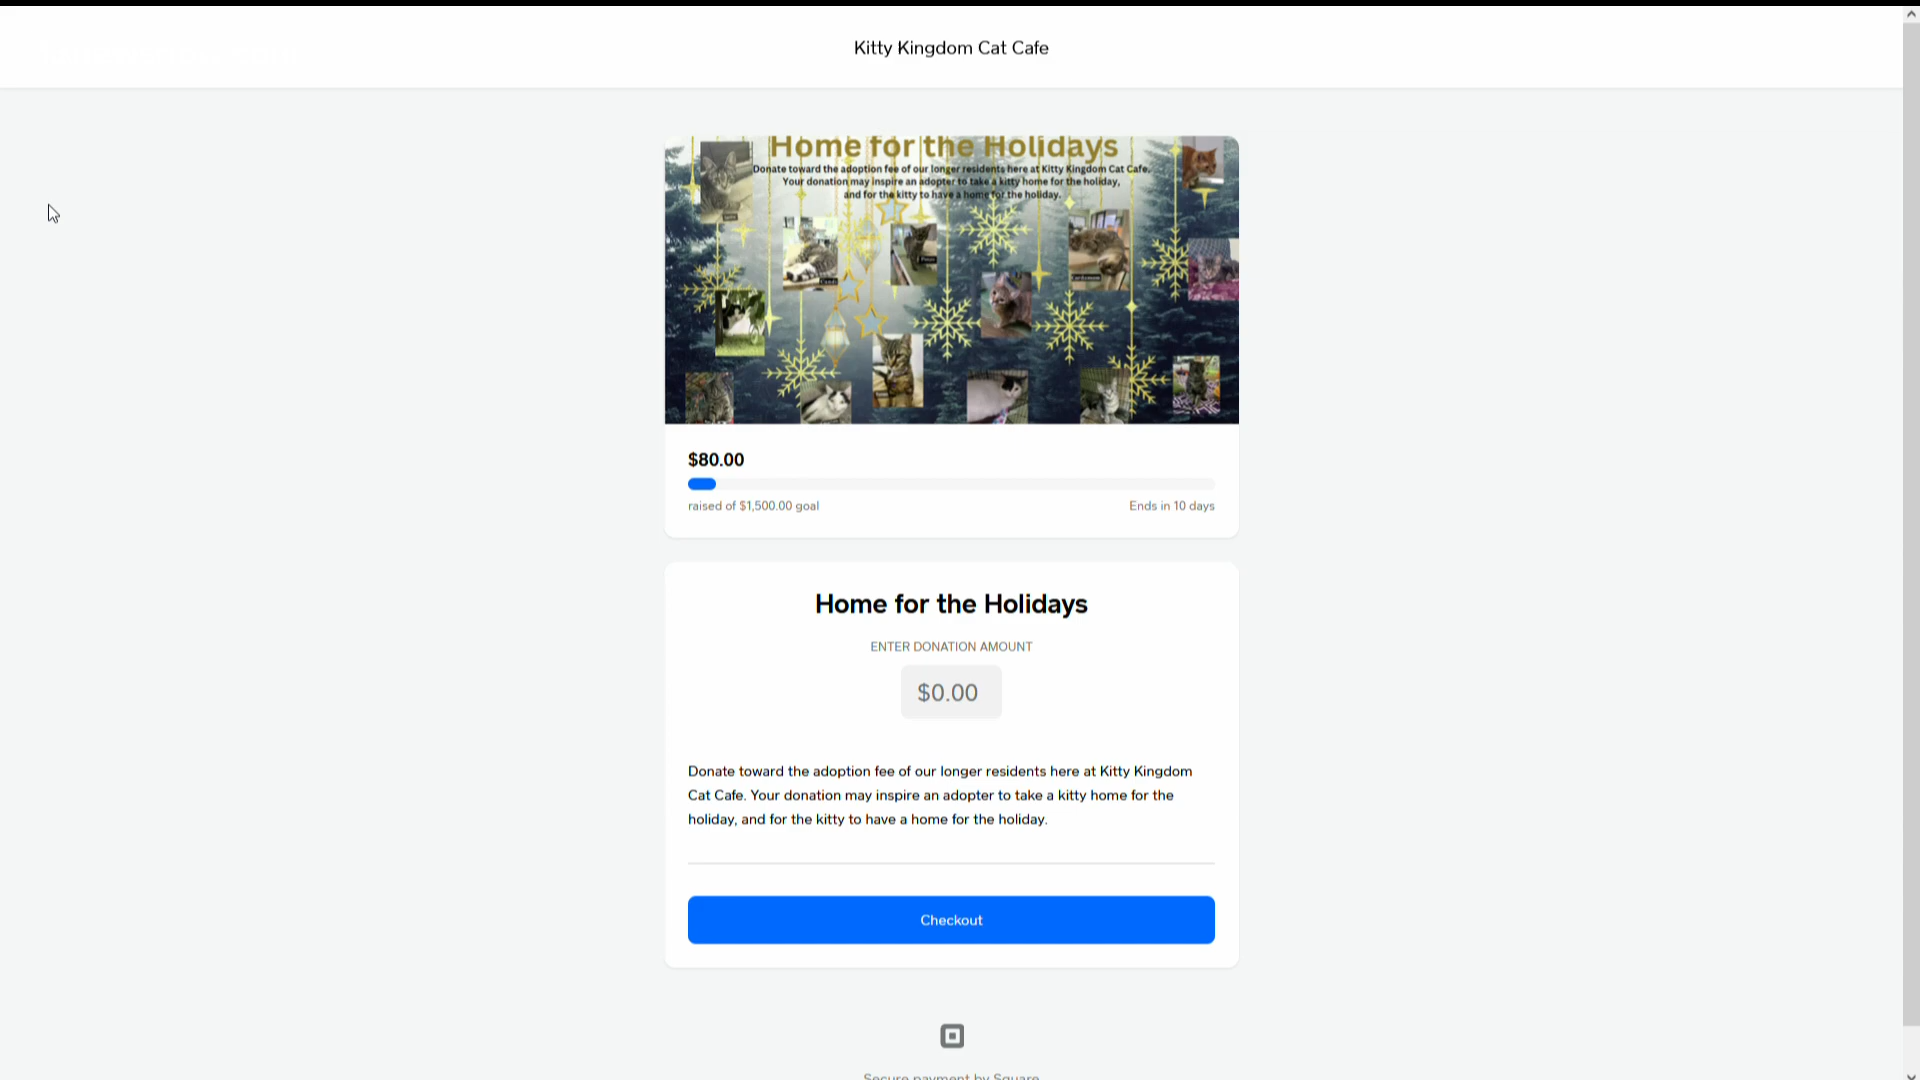 Kitty Kingdom Cat Cafe
Home for the Holidays
Donate toward the adoption fee of our longer residents here at Kitty Kingdom Cat Cafe.
Your donation may inspire an adopter to take a kitty home for the holiday,
and for the kitty to have a home for the holiday.
$80.00
raised of $1,500.00 goal
Ends in 10 days
Home for the Holidays
ENTER DONATION AMOUNT
$0.00
Donate toward the adoption fee of our longer residents here at Kitty Kingdom
Cat Cafe. Your donation may inspire an adopter to take a kitty home for the
holiday, and for the kitty to have a home for the holiday.
Checkout
Secure payment by Square